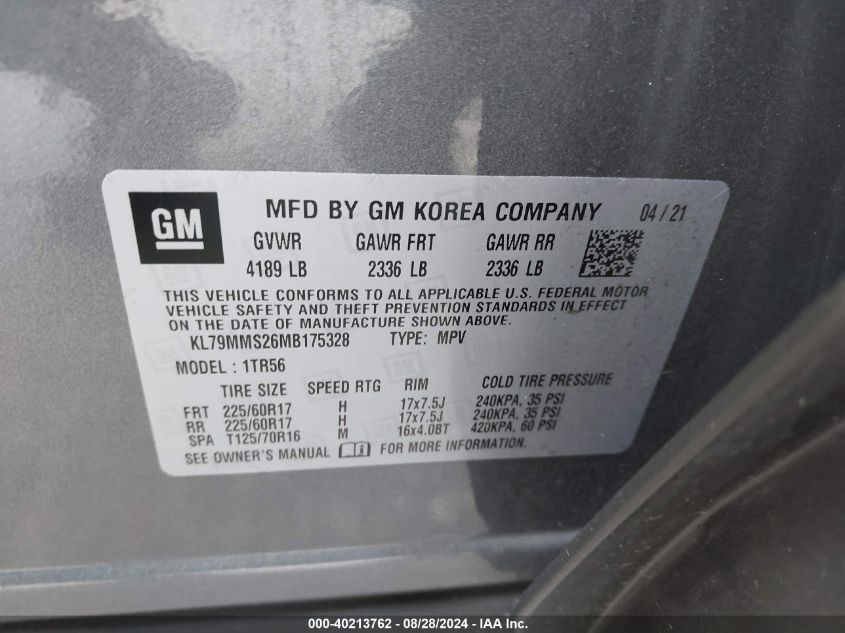 GM
MFD BY GM KOREA COMPANY 04/21
GVWR GAWR FRT GAWR RR
4189 LB 2336 LB 2336 LB
THIS VEHICLE CONFORMS TO ALL APPLICABLE U.S. FEDERAL MOTOR
VEHICLE SAFETY AND THEFT PREVENTION STANDARDS IN EFFECT
ON THE DATE OF MANUFACTURE SHOWN ABOVE.
KL79MMS26MB175328 TYPE: MPV
MODEL : 1TR56
TIRE SIZE SPEED RTG RIM COLD TIRE PRESSURE
FRT 225/60R17 H 17x7.5J 240KPA, 35 PSI
RR 225/60R17 H 17x7.5J 240KPA, 35 PSI
SPA T125/70R16 M 16x4.0BT 420KPA, 60 PSI
SEE OWNER'S MANUAL FOR MORE INFORMATION.
000-40213762 - 08/28/2024 - IAA Inc.